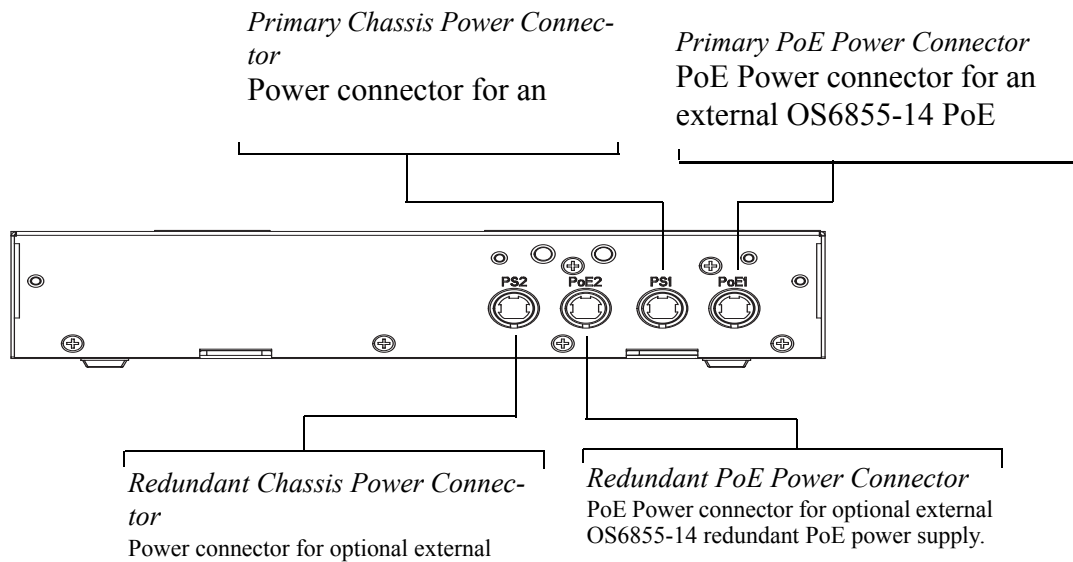 Primary Chassis Power Connec-
tor
Power connector for an
Primary PoE Power Connector
PoE Power connector for an
external OS6855-14 PoE
PS2
PoE2
PS1
PoE1
Redundant Chassis Power Connec-
tor
Power connector for optional external
Redundant PoE Power Connector
PoE Power connector for optional external
OS6855-14 redundant PoE power supply.